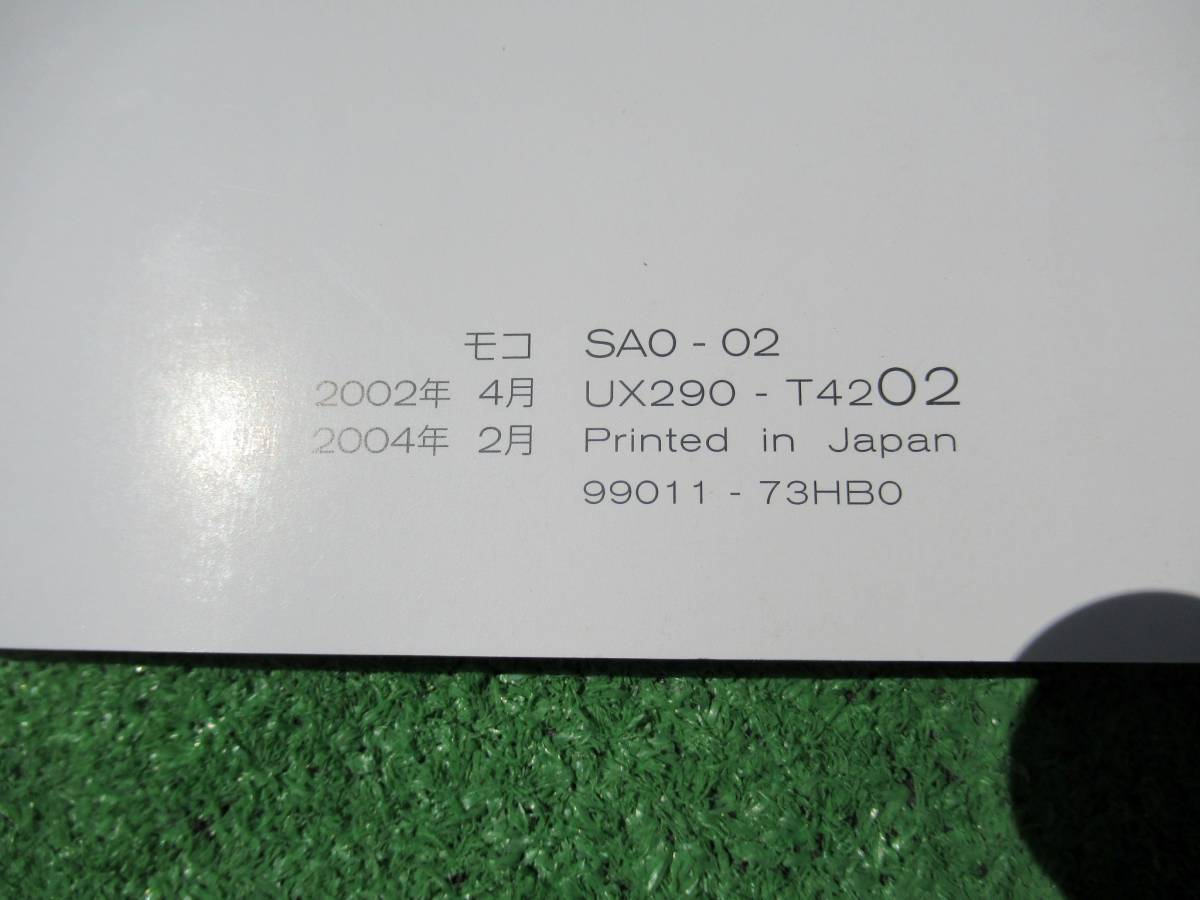 モコ SA0 - 02
2002年 4月 UX290 - T4202
2004年 2月 Printed in Japan
99011 - 73HB0